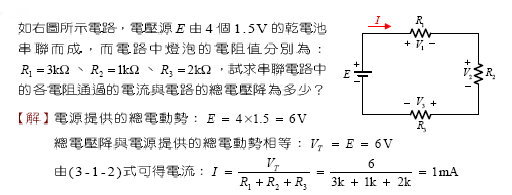 如右圖所示電路，電壓源 E 由 4 個 1.5V 的乾電池
串聯而成，而電路中燈泡的電阻值分別為：
R₁ = 3kΩ 、 R₂ = 1kΩ 、 R₃ = 2kΩ ，試求串聯電路中
的各電阻通過的電流與電路的總電壓降為多少？
【解】電源提供的總電動勢： E = 4×1.5 = 6V
總電壓降與電源提供的總電動勢相等： V_T = E = 6V
由(3-1-2)式可得電流： I = V_T / (R₁ + R₂ + R₃) = 6 / (3k + 1k + 2k) = 1mA
I
R₁
+ V₁ −
E
+
−
+
V₂
−
R₂
− V₃ +
R₃